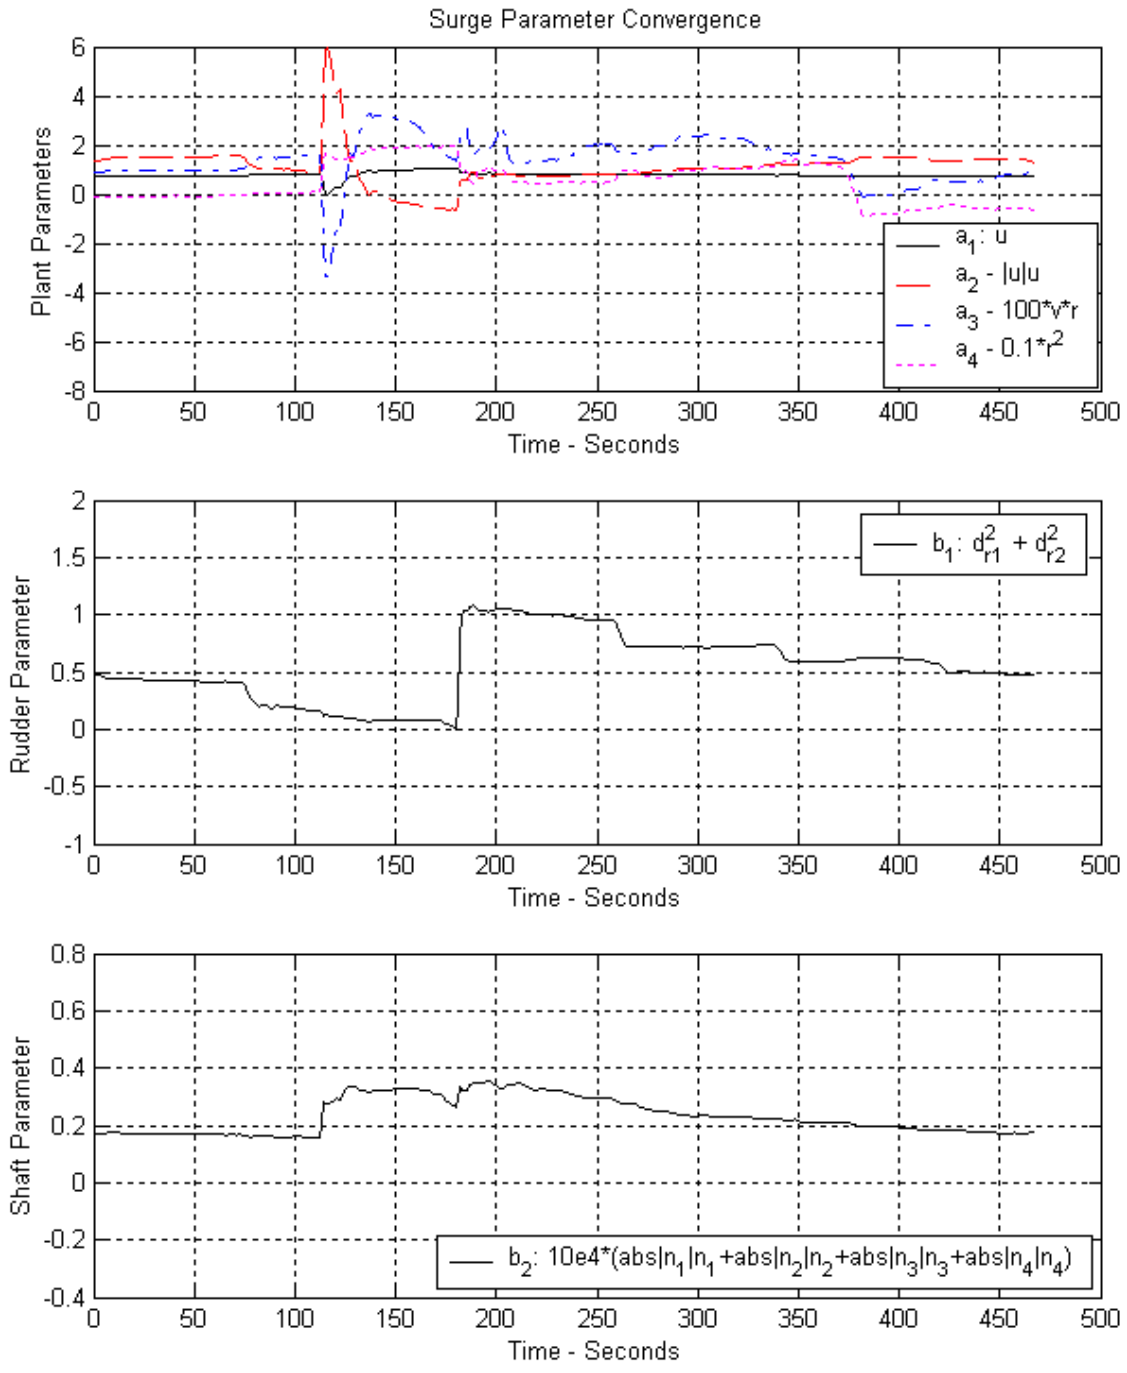 Surge Parameter Convergence
6
4
2
0
-2
-4
-6
-8
Plant Parameters
a1: u
a2 - |u|u
a3 - 100*v*r
a4 - 0.1*r^2
0 50 100 150 200 250 300 350 400 450 500
Time - Seconds
2
1.5
1
0.5
0
-0.5
-1
Rudder Parameter
b1: d_r1^2 + d_r2^2
0 50 100 150 200 250 300 350 400 450 500
Time - Seconds
0.8
0.6
0.4
0.2
0
-0.2
-0.4
Shaft Parameter
b2: 10e4*(abs|n1|n1+abs|n2|n2+abs|n3|n3+abs|n4|n4)
0 50 100 150 200 250 300 350 400 450 500
Time - Seconds